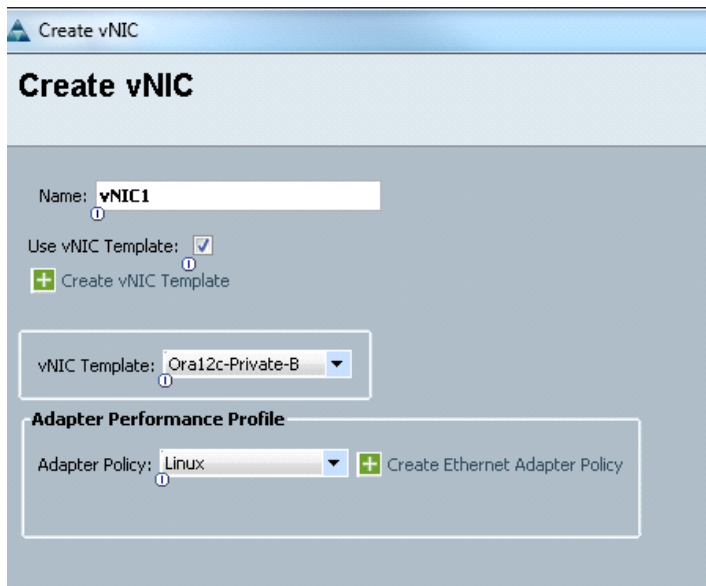 Create vNIC
Create vNIC
Name: vNIC1
Use vNIC Template:
Create vNIC Template
vNIC Template: Ora12c-Private-B
Adapter Performance Profile
Adapter Policy: Linux Create Ethernet Adapter Policy